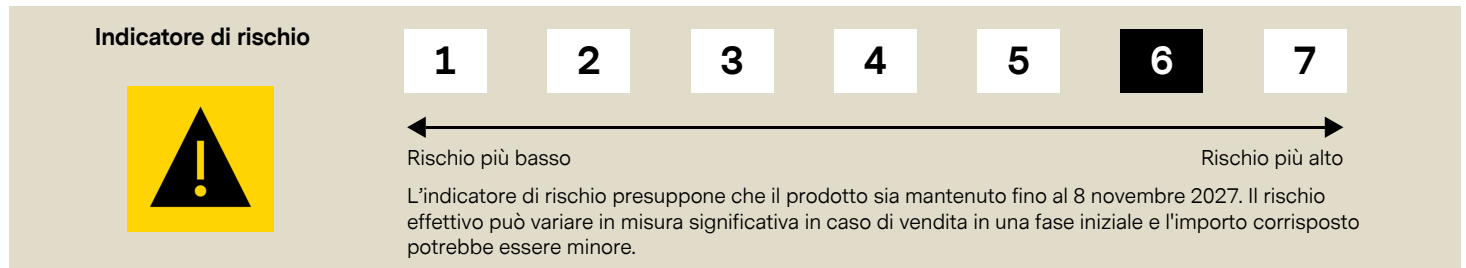 Indicatore di rischio
1 2 3 4 5 6 7
Rischio più basso Rischio più alto
L’indicatore di rischio presuppone che il prodotto sia mantenuto fino al 8 novembre 2027. Il rischio
effettivo può variare in misura significativa in caso di vendita in una fase iniziale e l'importo corrisposto
potrebbe essere minore.